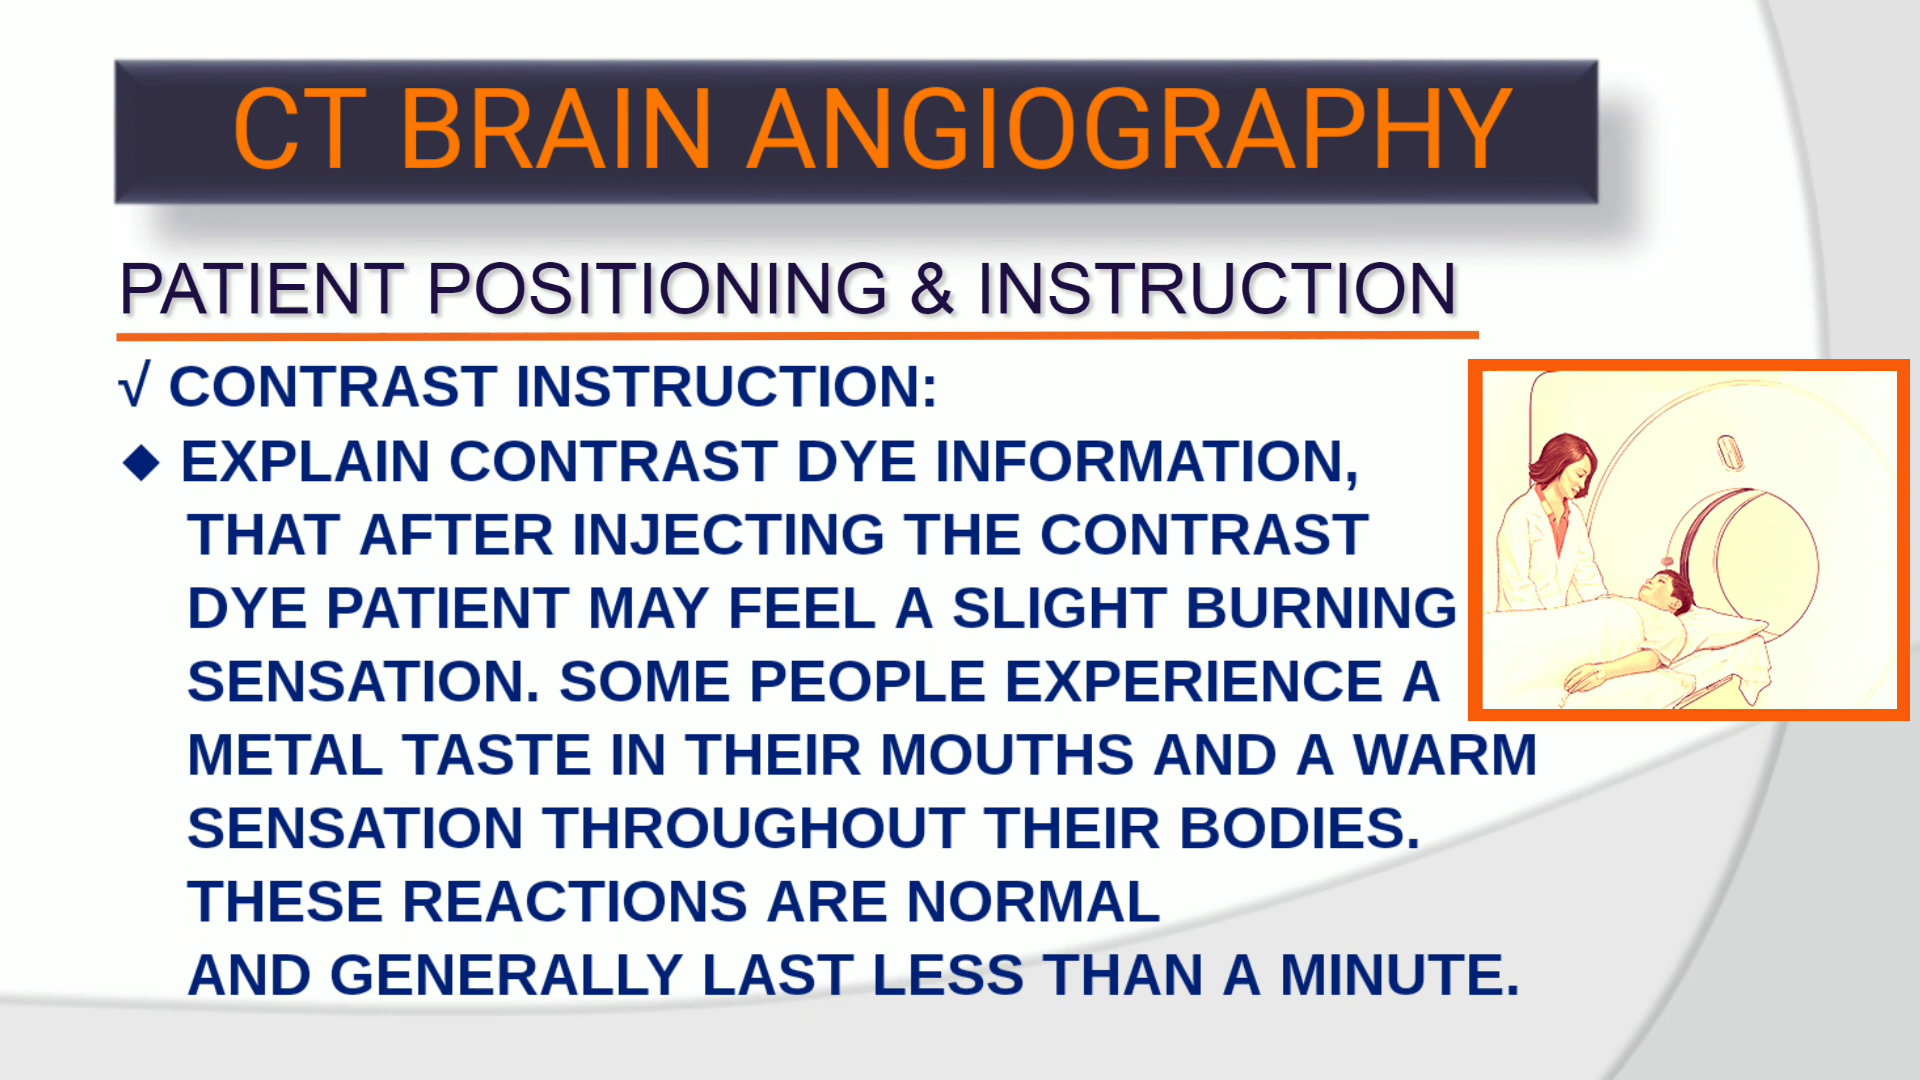 CT BRAIN ANGIOGRAPHY
PATIENT POSITIONING & INSTRUCTION
√ CONTRAST INSTRUCTION:
◆ EXPLAIN CONTRAST DYE INFORMATION,
THAT AFTER INJECTING THE CONTRAST
DYE PATIENT MAY FEEL A SLIGHT BURNING
SENSATION. SOME PEOPLE EXPERIENCE A
METAL TASTE IN THEIR MOUTHS AND A WARM
SENSATION THROUGHOUT THEIR BODIES.
THESE REACTIONS ARE NORMAL
AND GENERALLY LAST LESS THAN A MINUTE.